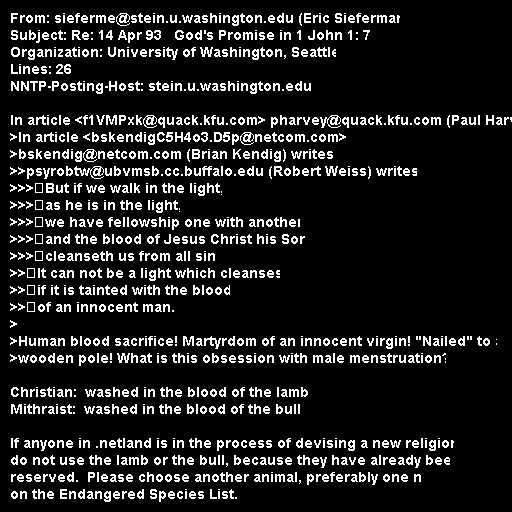 From: sieferme@stein.u.washington.edu (Eric Sieferman
Subject: Re: 14 Apr 93   God's Promise in 1 John 1: 7
Organization: University of Washington, Seattle
Lines: 26
NNTP-Posting-Host: stein.u.washington.edu

In article <f1VMPxk@quack.kfu.com> pharvey@quack.kfu.com (Paul Harv
>In article <bskendigC5H4o3.D5p@netcom.com>
>bskendig@netcom.com (Brian Kendig) writes
>>psyrobtw@ubvmsb.cc.buffalo.edu (Robert Weiss) writes
>>>□But if we walk in the light,
>>>□as he is in the light,
>>>□we have fellowship one with another
>>>□and the blood of Jesus Christ his Son
>>>□cleanseth us from all sin
>>□It can not be a light which cleanses
>>□if it is tainted with the blood
>>□of an innocent man.
>
>Human blood sacrifice! Martyrdom of an innocent virgin! "Nailed" to
>wooden pole! What is this obsession with male menstruation?

Christian:  washed in the blood of the lamb
Mithraist:  washed in the blood of the bull

If anyone in .netland is in the process of devising a new religion
do not use the lamb or the bull, because they have already bee
reserved.  Please choose another animal, preferably one n
on the Endangered Species List.